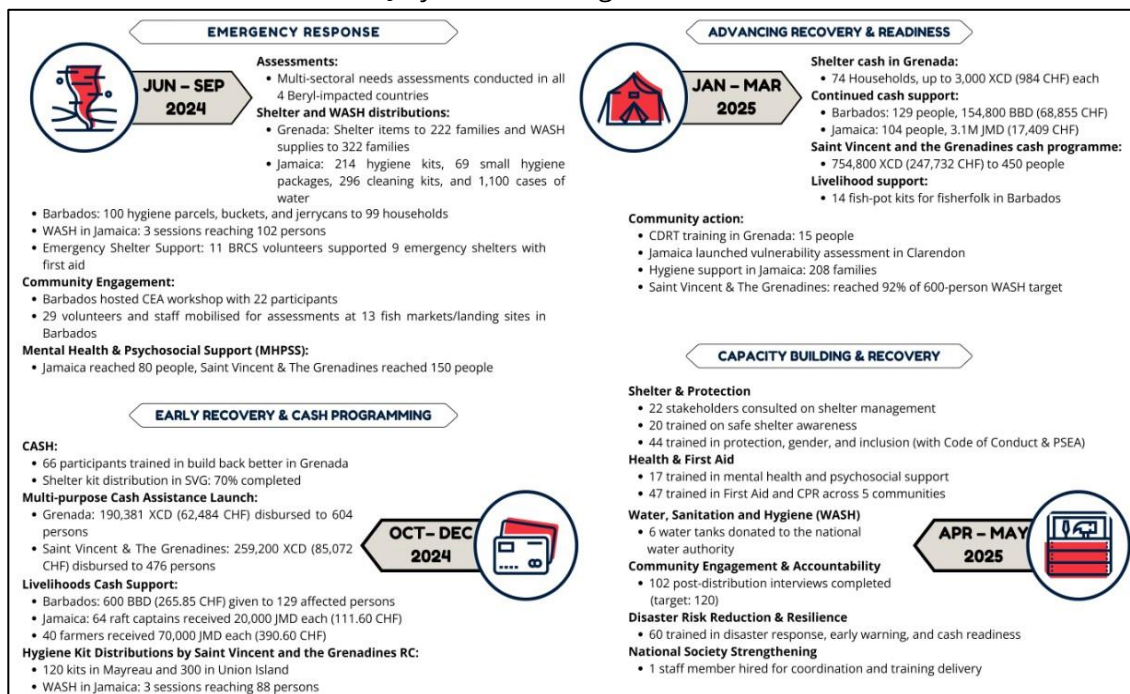 EMERGENCY RESPONSE
JUN – SEP
2024
Assessments:
• Multi-sectoral needs assessments conducted in all
4 Beryl-impacted countries
Shelter and WASH distributions:
• Grenada: Shelter items to 222 families and WASH
supplies to 322 families
• Jamaica: 214 hygiene kits, 69 small hygiene
packages, 296 cleaning kits, and 1,100 cases of
water
• Barbados: 100 hygiene parcels, buckets, and jerrycans to 99 households
• WASH in Jamaica: 3 sessions reaching 102 persons
• Emergency Shelter Support: 11 BRCS volunteers supported 9 emergency shelters with
first aid
Community Engagement:
• Barbados hosted CEA workshop with 22 participants
• 29 volunteers and staff mobilised for assessments at 13 fish markets/landing sites in
Barbados
Mental Health & Psychosocial Support (MHPSS):
• Jamaica reached 80 people, Saint Vincent & The Grenadines reached 150 people
EARLY RECOVERY & CASH PROGRAMMING
CASH:
• 66 participants trained in build back better in Grenada
• Shelter kit distribution in SVG: 70% completed
Multi-purpose Cash Assistance Launch:
• Grenada: 190,381 XCD (62,484 CHF) disbursed to 604
persons
• Saint Vincent & The Grenadines: 259,200 XCD (85,072
CHF) disbursed to 476 persons
Livelihoods Cash Support:
• Barbados: 600 BBD (265.85 CHF) given to 129 affected persons
• Jamaica: 64 raft captains received 20,000 JMD each (111.60 CHF)
• 40 farmers received 70,000 JMD each (390.60 CHF)
Hygiene Kit Distributions by Saint Vincent and the Grenadines RC:
• 120 kits in Mayreau and 300 in Union Island
• WASH in Jamaica: 3 sessions reaching 88 persons
OCT– DEC
2024
ADVANCING RECOVERY & READINESS
JAN – MAR
2025
Shelter cash in Grenada:
• 74 Households, up to 3,000 XCD (984 CHF) each
Continued cash support:
• Barbados: 129 people, 154,800 BBD (68,855 CHF)
• Jamaica: 104 people, 3.1M JMD (17,409 CHF)
Saint Vincent and the Grenadines cash programme:
• 754,800 XCD (247,732 CHF) to 450 people
Livelihood support:
• 14 fish-pot kits for fisherfolk in Barbados
Community action:
• CDRT training in Grenada: 15 people
• Jamaica launched vulnerability assessment in Clarendon
• Hygiene support in Jamaica: 208 families
• Saint Vincent & The Grenadines: reached 92% of 600-person WASH target
CAPACITY BUILDING & RECOVERY
Shelter & Protection
• 22 stakeholders consulted on shelter management
• 20 trained on safe shelter awareness
• 44 trained in protection, gender, and inclusion (with Code of Conduct & PSEA)
Health & First Aid
• 17 trained in mental health and psychosocial support
• 47 trained in First Aid and CPR across 5 communities
Water, Sanitation and Hygiene (WASH)
• 6 water tanks donated to the national
water authority
Community Engagement & Accountability
• 102 post-distribution interviews completed
(target: 120)
Disaster Risk Reduction & Resilience
• 60 trained in disaster response, early warning, and cash readiness
National Society Strengthening
• 1 staff member hired for coordination and training delivery
APR – MAY
2025